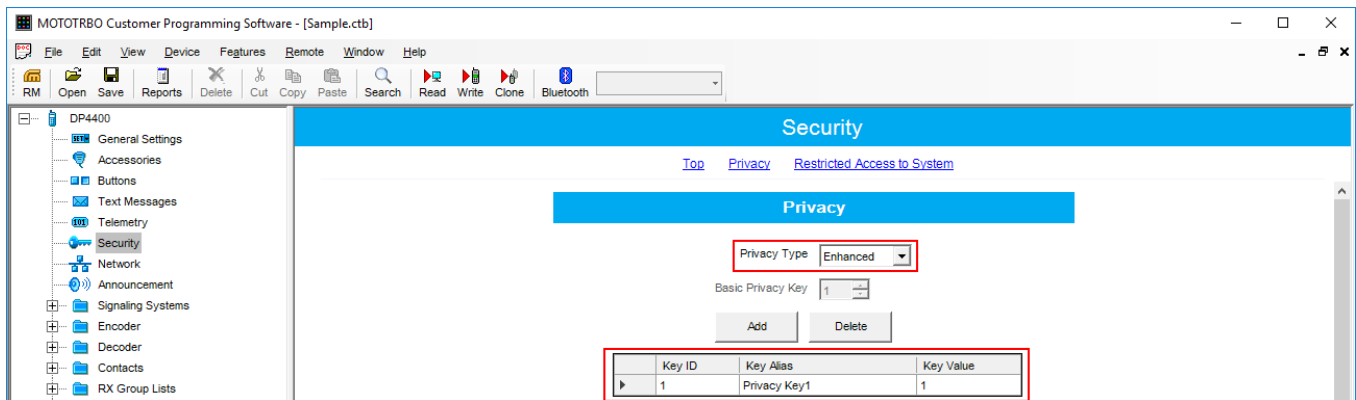 MOTOTRBO Customer Programming Software - [Sample.ctb]
File Edit View Device Features Remote Window Help
RM Open Save Reports Delete Cut Copy Paste Search Read Write Clone Bluetooth
DP4400
General Settings
Accessories
Buttons
Text Messages
Telemetry
Security
Network
Announcement
Signaling Systems
Encoder
Decoder
Contacts
RX Group Lists
Security
Top Privacy Restricted Access to System
Privacy
Privacy Type Enhanced
Basic Privacy Key 1
Add Delete
Key ID Key Alias Key Value
1 Privacy Key1 1